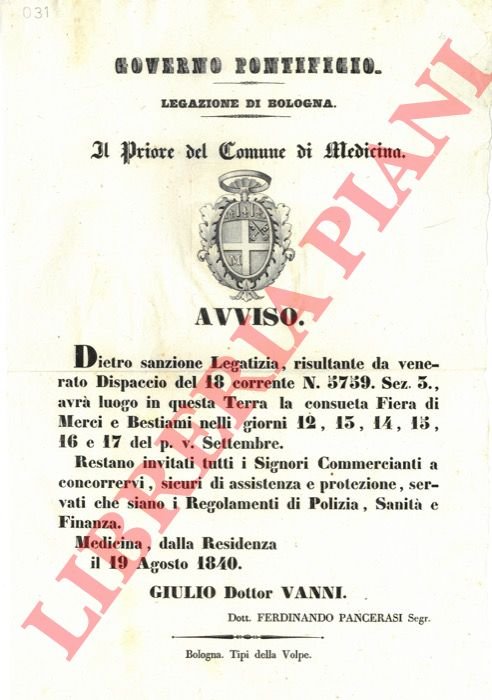 031
GOVERNO PONTIFICIO.
LEGAZIONE DI BOLOGNA.
Il Priore del Comune di Medicina.
M
AVVISO.
Dietro sanzione Legatizia, risultante da vene-
rato Dispaccio del 18 corrente N. 5759. Sez. 3.,
avrà luogo in questa Terra la consueta Fiera di
Merci e Bestiami nelli giorni 12, 13, 14, 15,
16 e 17 del p. v. Settembre.
Restano invitati tutti i Signori Commercianti a
concorrervi, sicuri di assistenza e protezione, ser-
vati che siano i Regolamenti di Polizia, Sanità e
Finanza.
Medicina, dalla Residenza
il 19 Agosto 1840.
GIULIO Dottor VANNI.
Dott. FERDINANDO PANCERASI Segr.
Bologna. Tipi della Volpe.
LIBRERIA PIANI